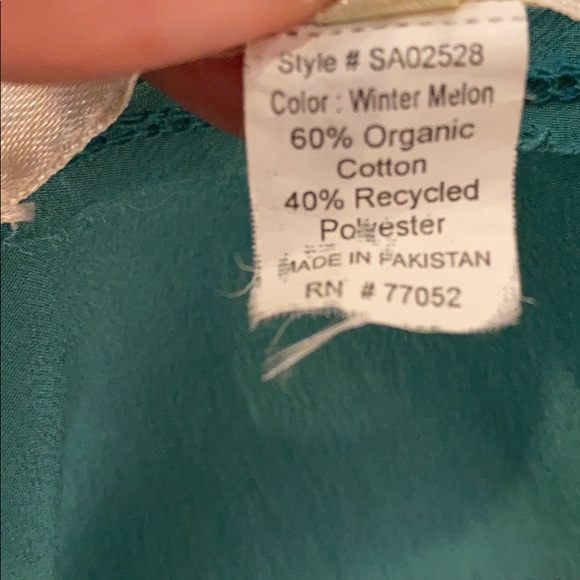 Style # SA02528
Color : Winter Melon
60% Organic
Cotton
40% Recycled
Polyester
MADE IN PAKISTAN
RN # 77052